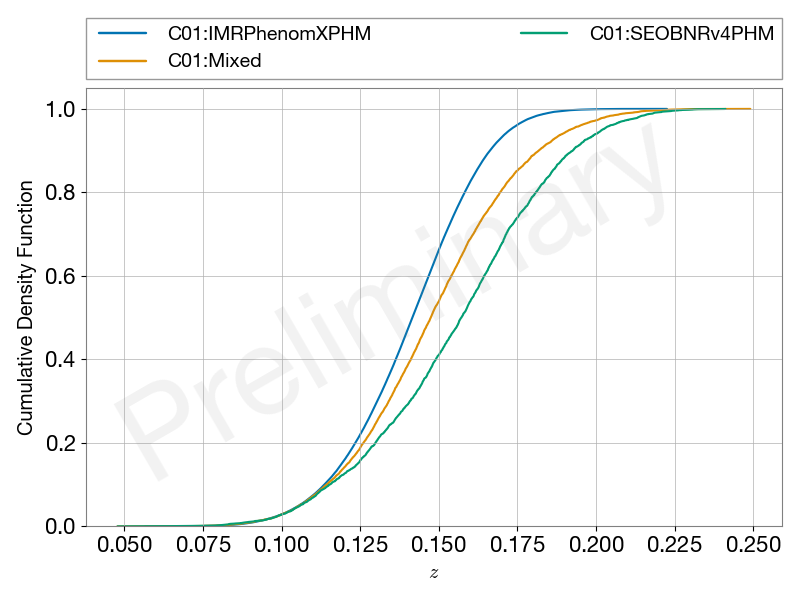 C01:IMRPhenomXPHM
C01:Mixed
C01:SEOBNRv4PHM
1.0
0.8
0.6
0.4
0.2
0.0
Cumulative Density Function
Preliminary
0.050 0.075 0.100 0.125 0.150 0.175 0.200 0.225 0.250
z